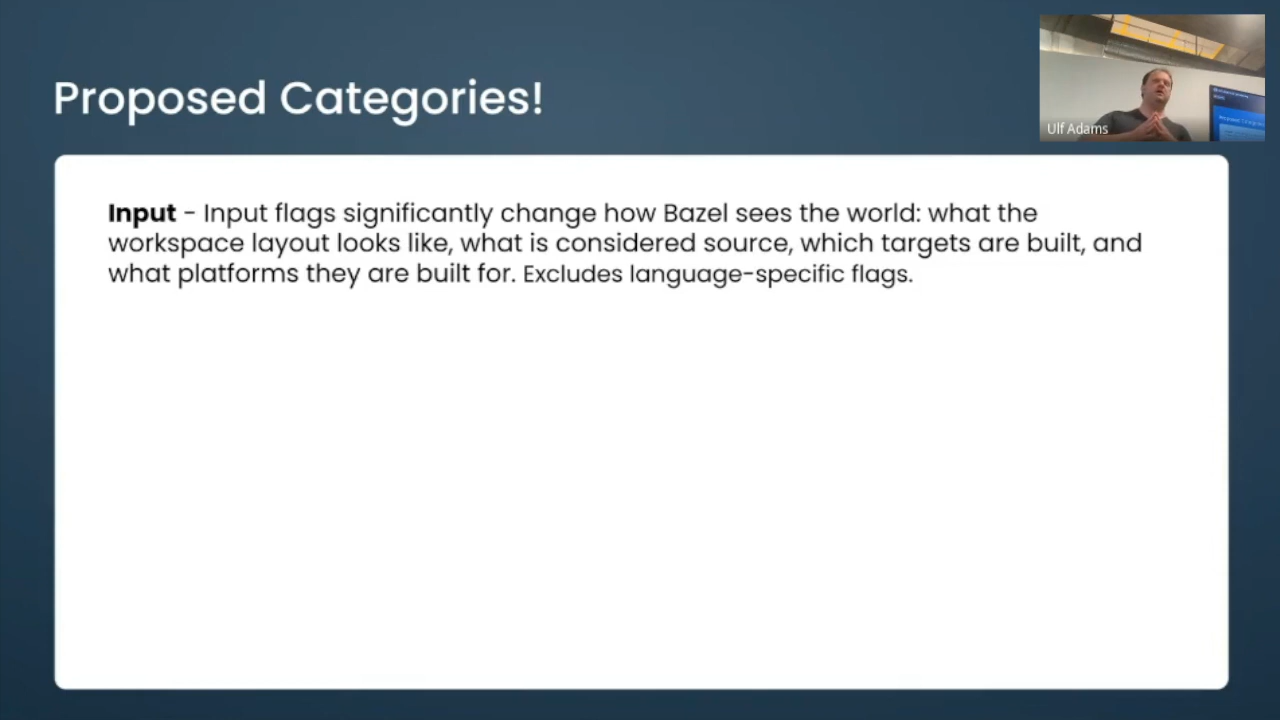 Proposed Categories!
Ulf Adams
Input - Input flags significantly change how Bazel sees the world: what the
workspace layout looks like, what is considered source, which targets are built, and
what platforms they are built for. Excludes language-specific flags.